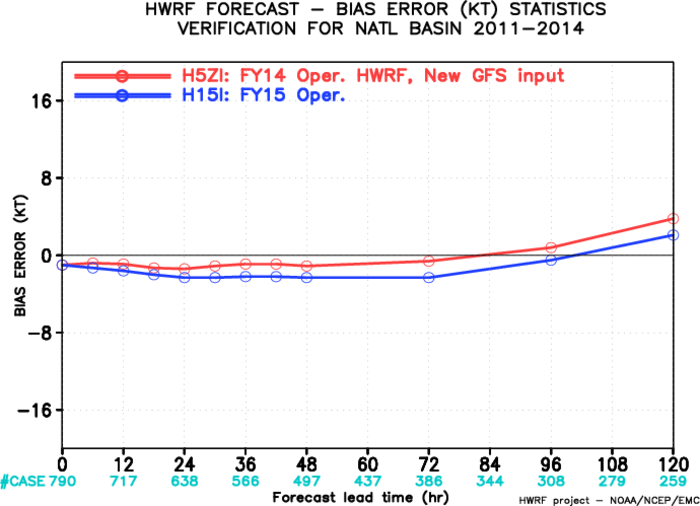 HWRF FORECAST – BIAS ERROR (KT) STATISTICS
VERIFICATION FOR NATL BASIN 2011–2014
H5ZI: FY14 Oper. HWRF, New GFS input
H15I: FY15 Oper.
16
8
0
−8
−16
BIAS ERROR (KT)
0 12 24 36 48 60 72 84 96 108 120
#CASE 790 717 638 566 497 437 386 344 308 279 259
Forecast lead time (hr)
HWRF project – NOAA/NCEP/EMC